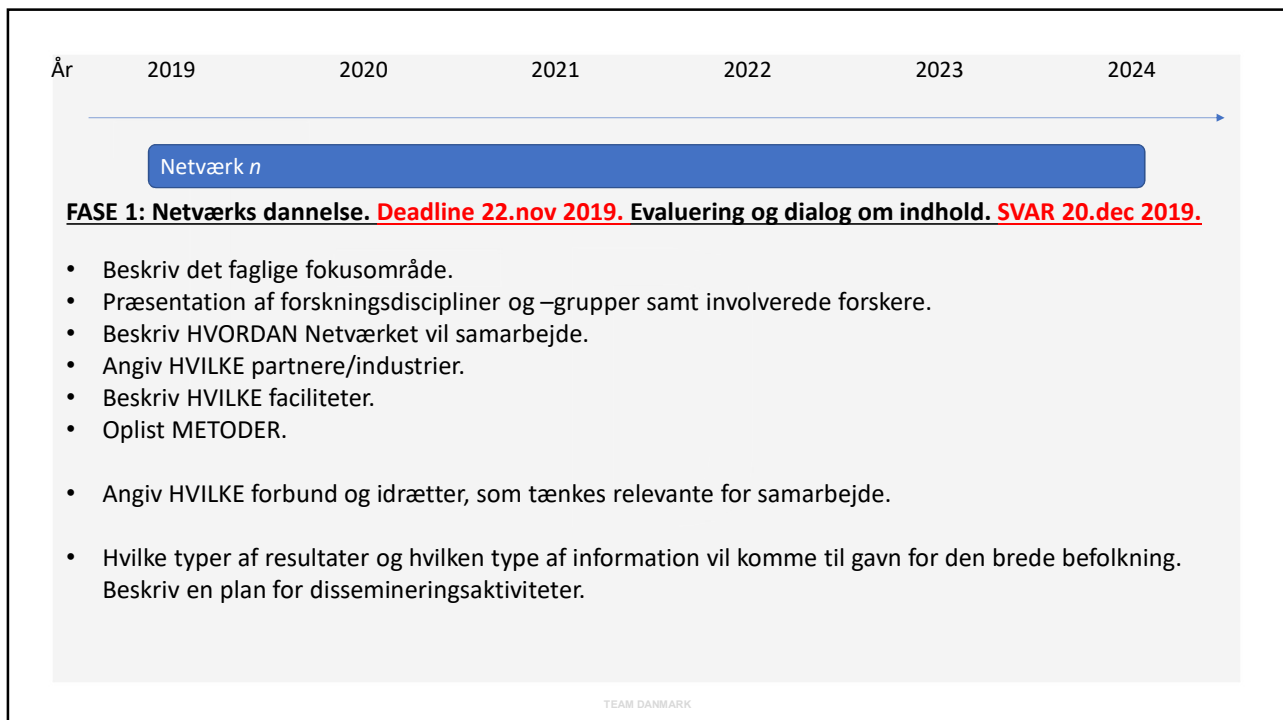 År 2019 2020 2021 2022 2023 2024
Netværk n
FASE 1: Netværks dannelse. Deadline 22.nov 2019. Evaluering og dialog om indhold. SVAR 20.dec 2019.
• Beskriv det faglige fokusområde.
• Præsentation af forskningsdiscipliner og –grupper samt involverede forskere.
• Beskriv HVORDAN Netværket vil samarbejde.
• Angiv HVILKE partnere/industrier.
• Beskriv HVILKE faciliteter.
• Oplist METODER.
• Angiv HVILKE forbund og idrætter, som tænkes relevante for samarbejde.
• Hvilke typer af resultater og hvilken type af information vil komme til gavn for den brede befolkning.
Beskriv en plan for dissemineringsaktiviteter.
TEAM DANMARK